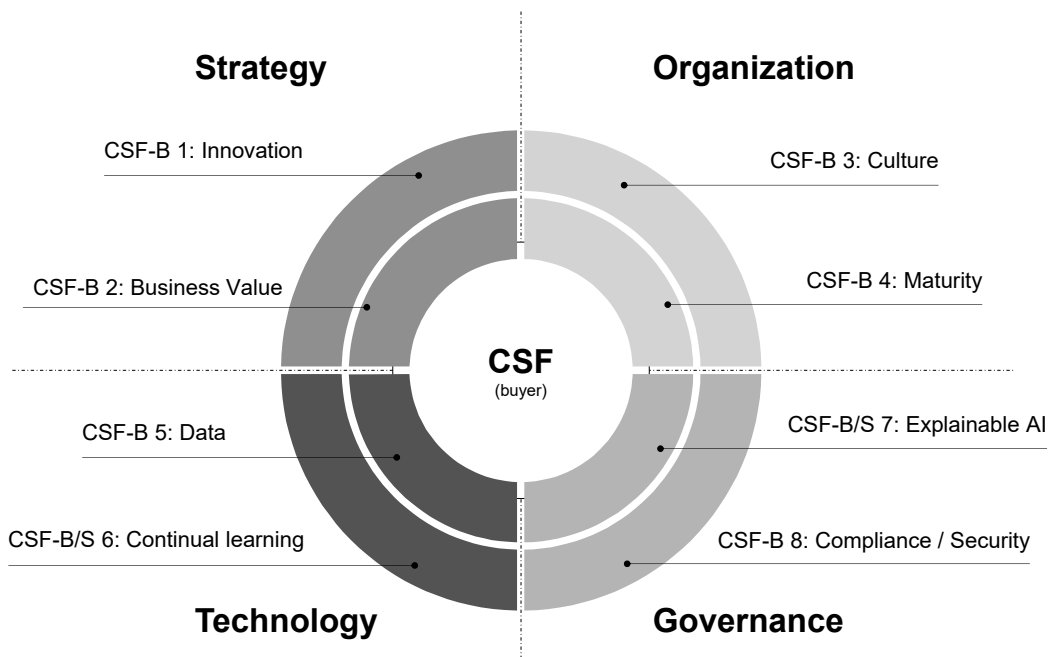 Strategy
Organization
CSF-B 1: Innovation
CSF-B 3: Culture
CSF-B 2: Business Value
CSF-B 4: Maturity
CSF
(buyer)
CSF-B 5: Data
CSF-B/S 7: Explainable AI
CSF-B/S 6: Continual learning
CSF-B 8: Compliance / Security
Technology
Governance